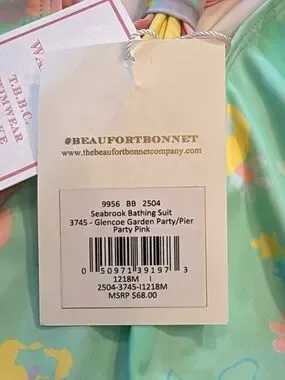 T.B.B.C.
#BEAUFORTBONNET
www.thebeaufortbonnetcompany.com
9956 BB 2504
Seabrook Bathing Suit
3745 - Glencoe Garden Party/Pier
Party Pink
0 50971 39197 3
1218M I
2504-3745-I1218M
MSRP $68.00